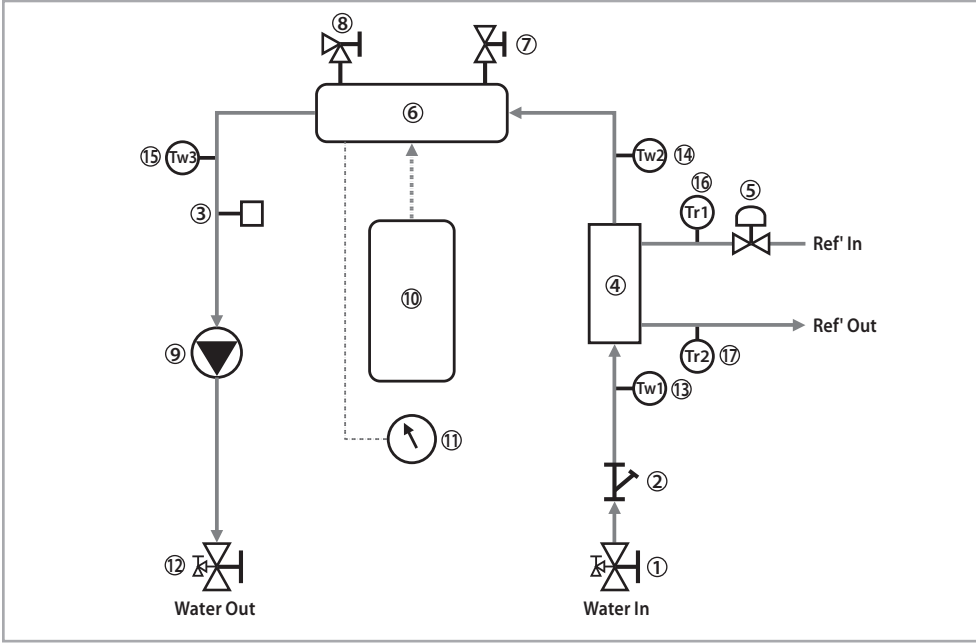 ⑧
⑦
⑥
⑮ Tw3
Tw2 ⑭
⑯
⑤
③
Tr1
Ref' In
④
⑩
Ref' Out
⑨
Tr2 ⑰
Tw1 ⑬
⑪
②
⑫
①
Water Out
Water In